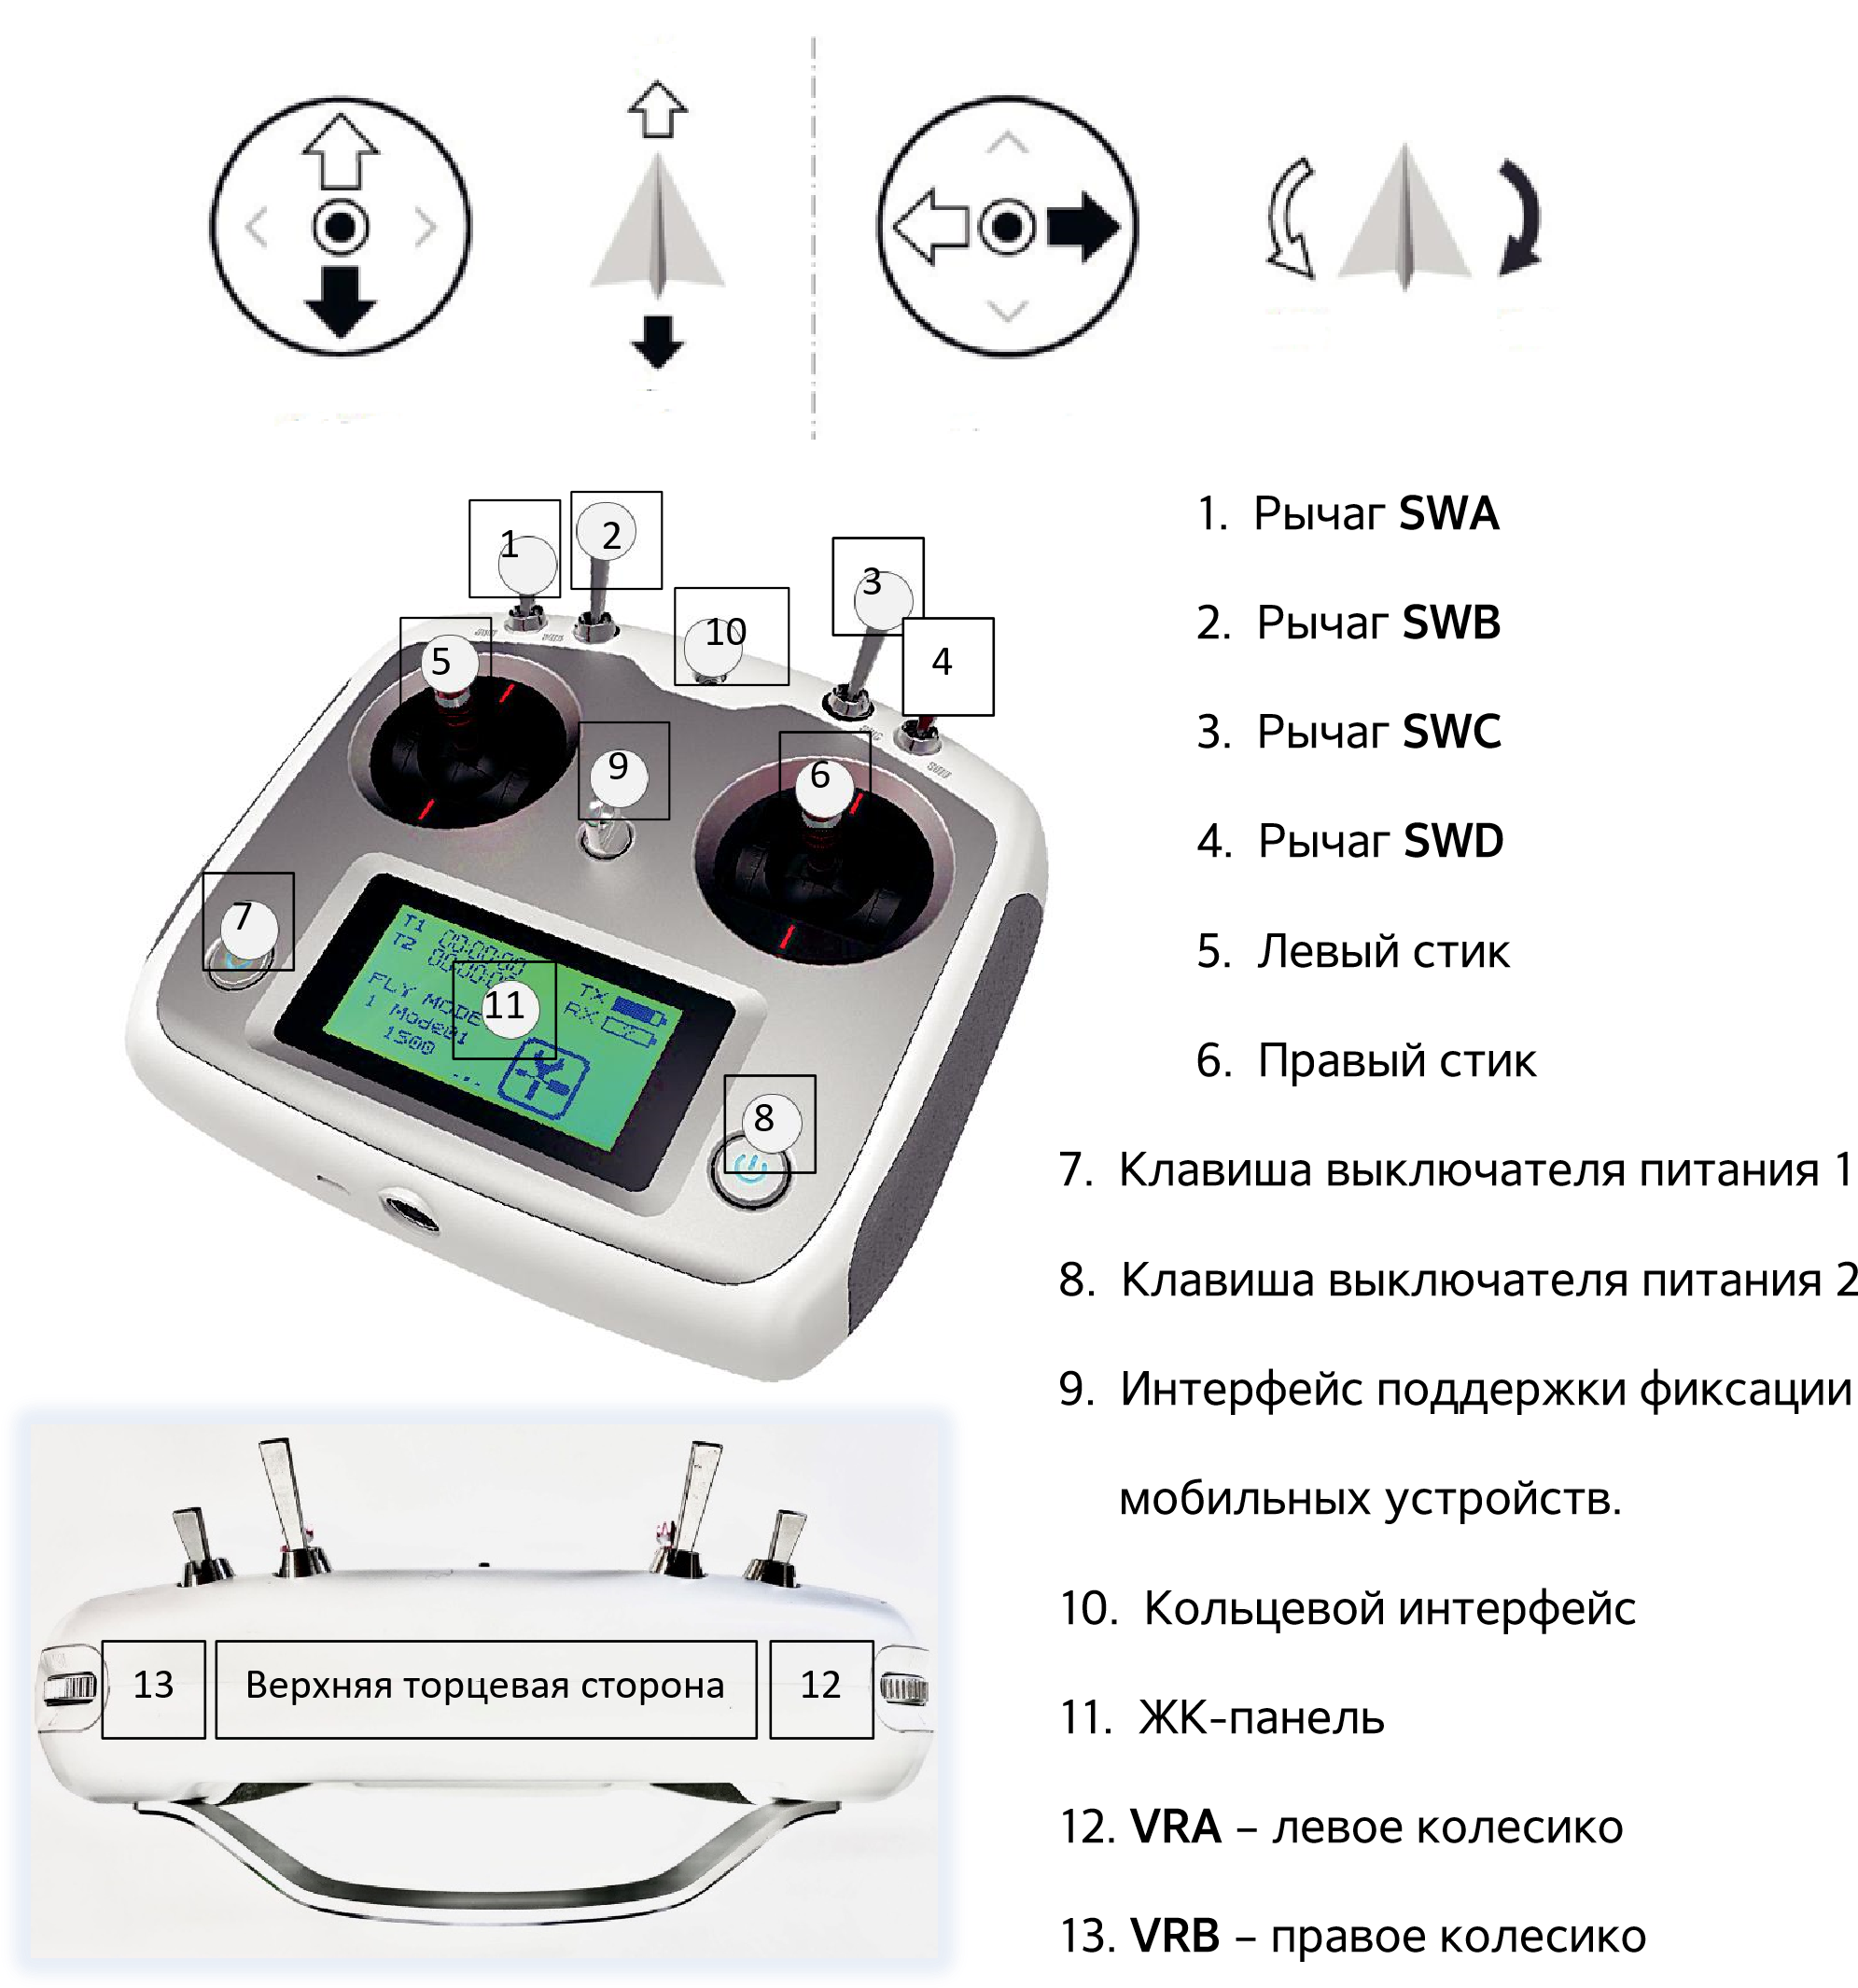 1
2
3
10
4
5
9
6
7
T1 00:00:00
T2
FLY MODE
1 Mode01
1500
...
TX
RX
11
8
13
Верхняя торцевая сторона
12
1. Рычаг SWA
2. Рычаг SWB
3. Рычаг SWC
4. Рычаг SWD
5. Левый стик
6. Правый стик
7. Клавиша выключателя питания 1
8. Клавиша выключателя питания 2
9. Интерфейс поддержки фиксации
мобильных устройств.
10. Кольцевой интерфейс
11. ЖК-панель
12. VRA – левое колесико
13. VRB – правое колесико